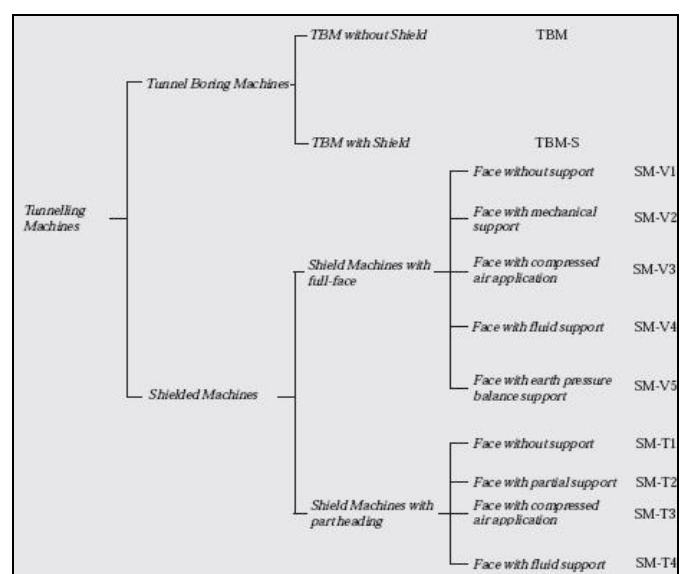 TBM without Shield TBM
Tunnel Boring Machines
TBM with Shield TBM-S
Face without support SM-V1
Tunnelling
Machines
Face with mechanical
support SM-V2
Shield Machines with
full-face
Face with compressed
air application SM-V3
Face with fluid support SM-V4
Shielded Machines
Face with earth pressure
balance support SM-V5
Face without support SM-T1
Face with partial support SM-T2
Shield Machines with
part heading
Face with compressed
air application SM-T3
Face with fluid support SM-T4